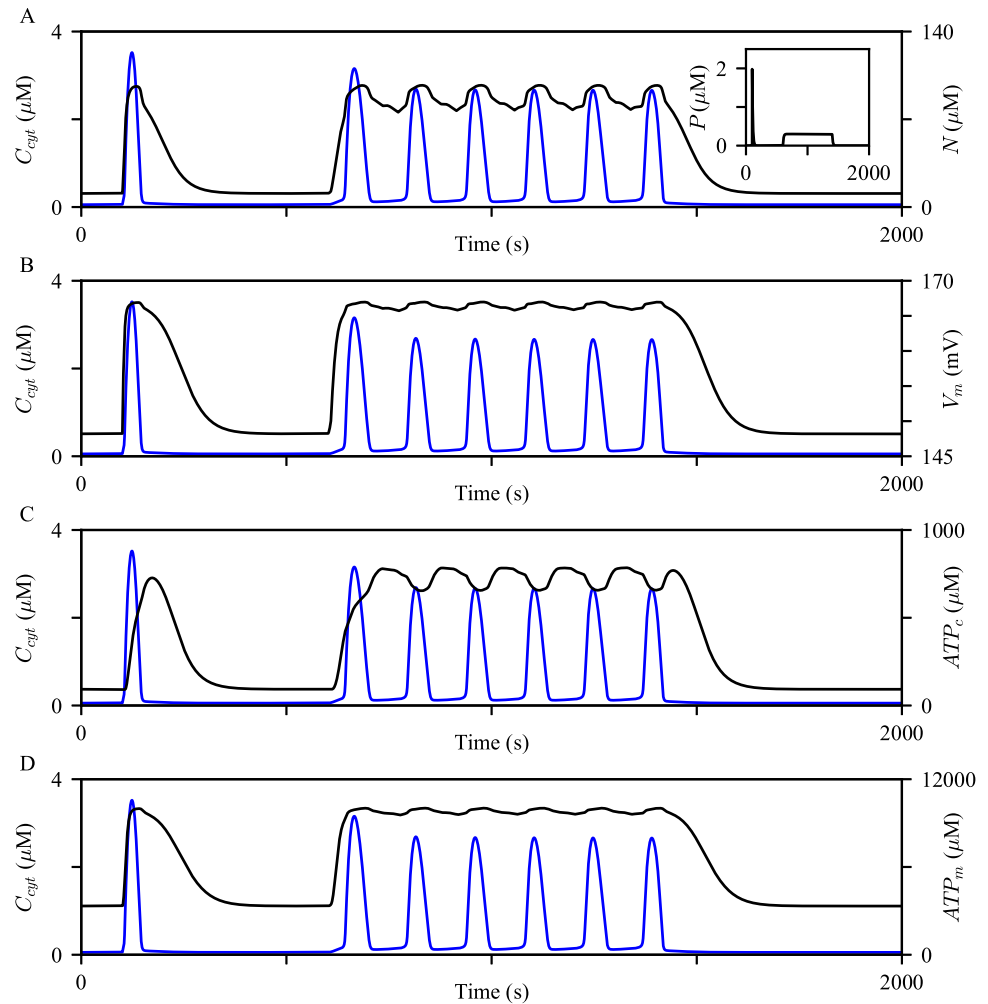 A
4
140
C_cyt (μM)
N (μM)
2
P (μM)
0
0
2000
0
0
0
2000
Time (s)
B
4
170
C_cyt (μM)
V_m (mV)
0
145
0
2000
Time (s)
C
4
1000
C_cyt (μM)
ATP_c (μM)
0
0
0
2000
Time (s)
D
4
12000
C_cyt (μM)
ATP_m (μM)
0
0
0
2000
Time (s)